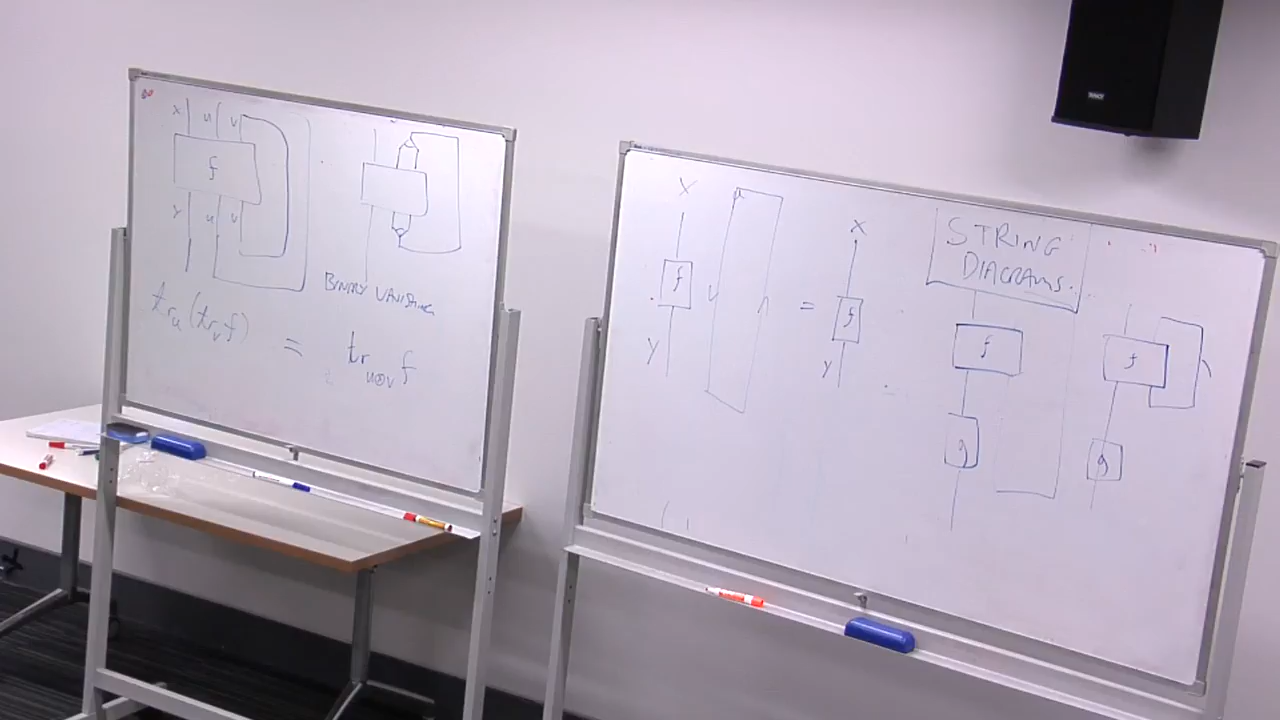 x u v
f
y u v
BINARY VANISHING
tr_u(tr_v f) = tr_{u⊗v} f
X
f
Y
=
X
f
Y
STRING
DIAGRAMS.
f
g
f
g